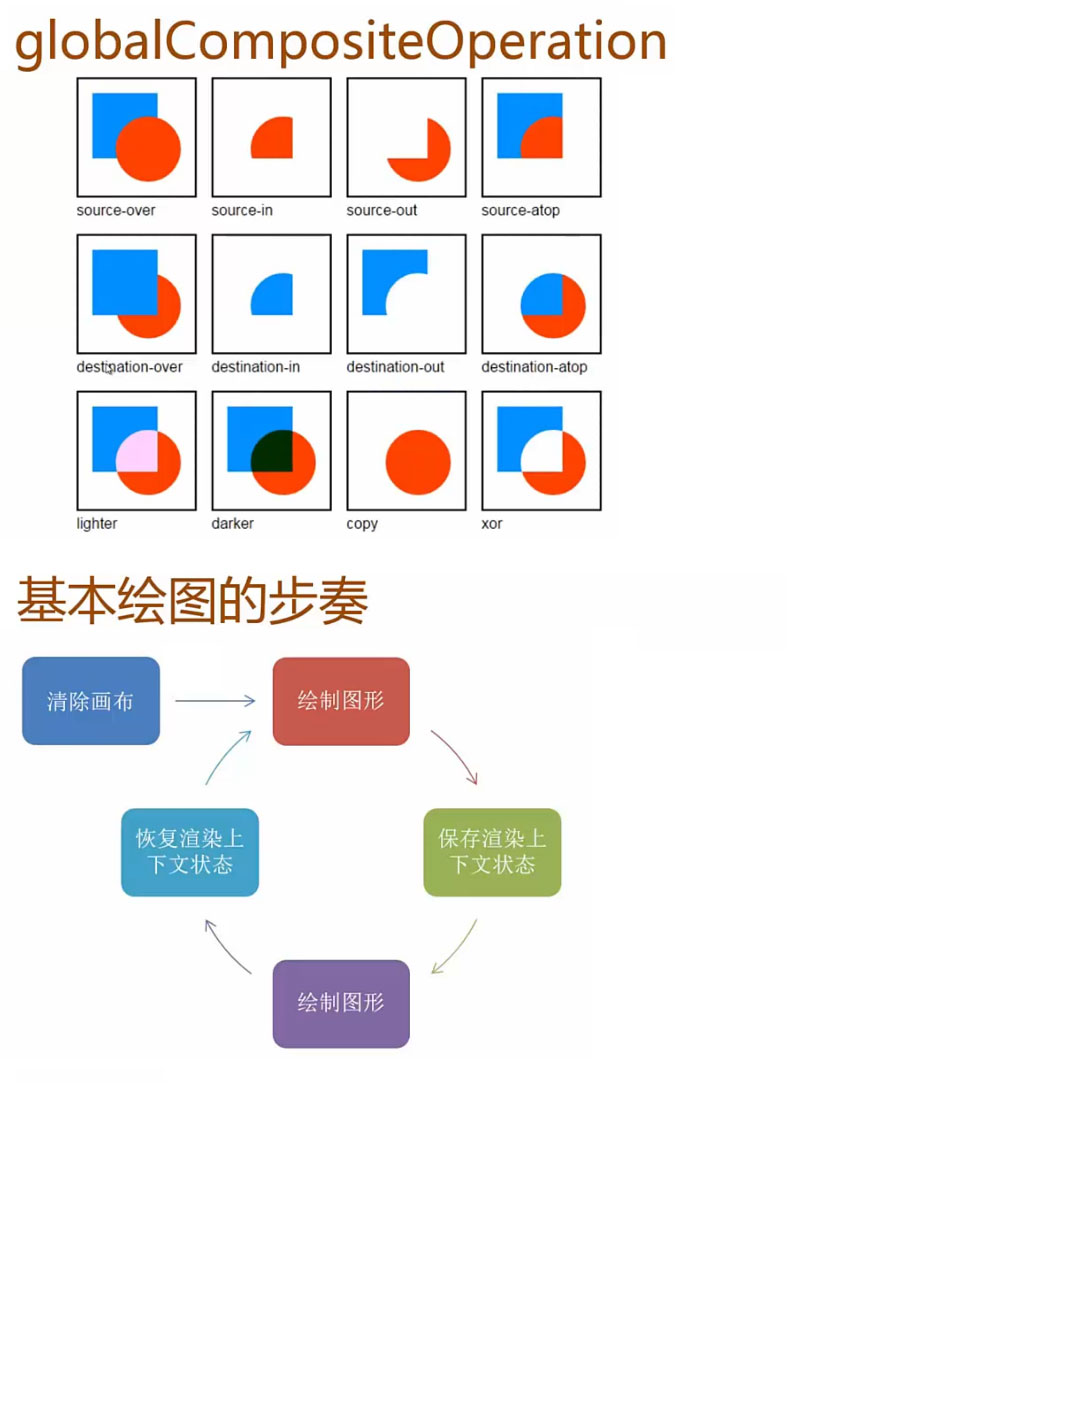 globalCompositeOperation
source-over
source-in
source-out
source-atop
destination-over
destination-in
destination-out
destination-atop
lighter
darker
copy
xor
基本绘图的步奏
清除画布
绘制图形
恢复渲染上
下文状态
保存渲染上
下文状态
绘制图形